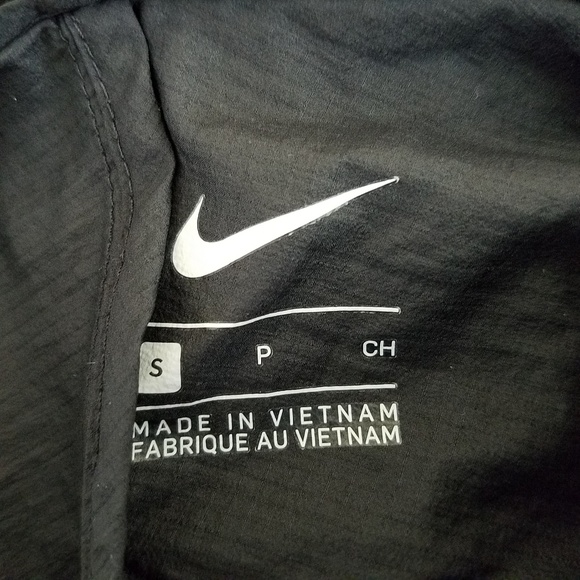 S P CH
MADE IN VIETNAM
FABRIQUE AU VIETNAM